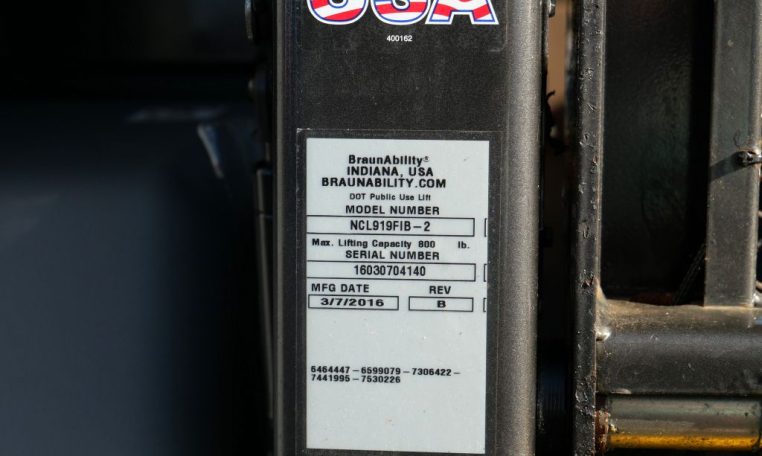 USA
400162
BraunAbility®
INDIANA, USA
BRAUNABILITY.COM
DOT Public Use Lift
MODEL NUMBER
NCL919FIB-2
Max. Lifting Capacity 800 lb.
SERIAL NUMBER
16030704140
MFG DATE REV
3/7/2016 B
6464447-6599079-7306422-
7441995-7530226